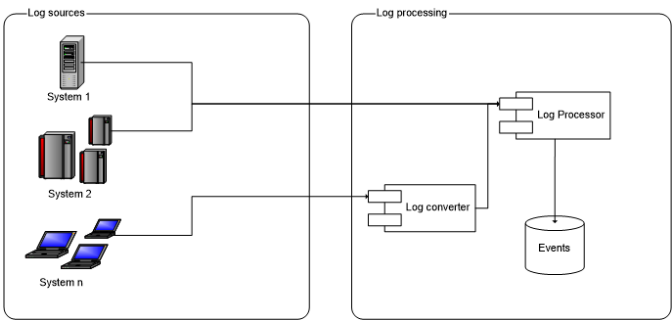 Log sources
Log processing
System 1
Log Processor
System 2
Log converter
Events
System n